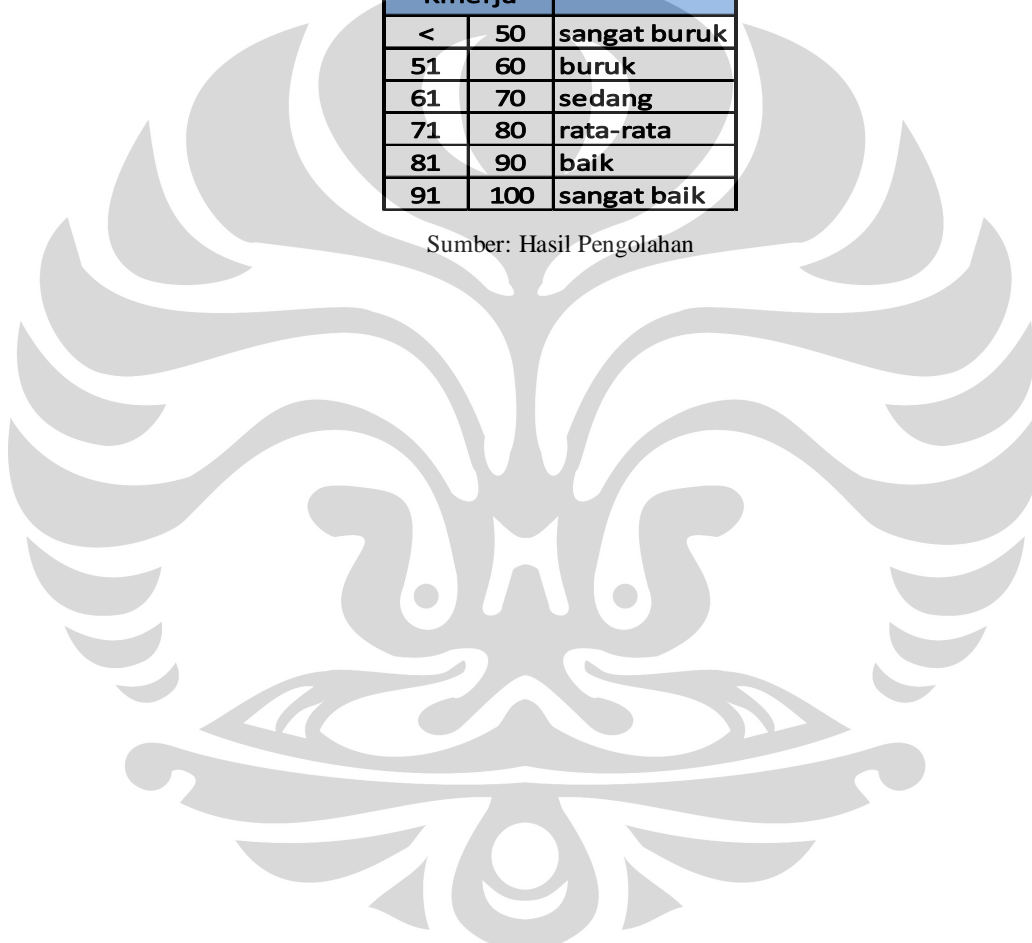 Kinerja
< 50 sangat buruk
51 60 buruk
61 70 sedang
71 80 rata-rata
81 90 baik
91 100 sangat baik
Sumber: Hasil Pengolahan